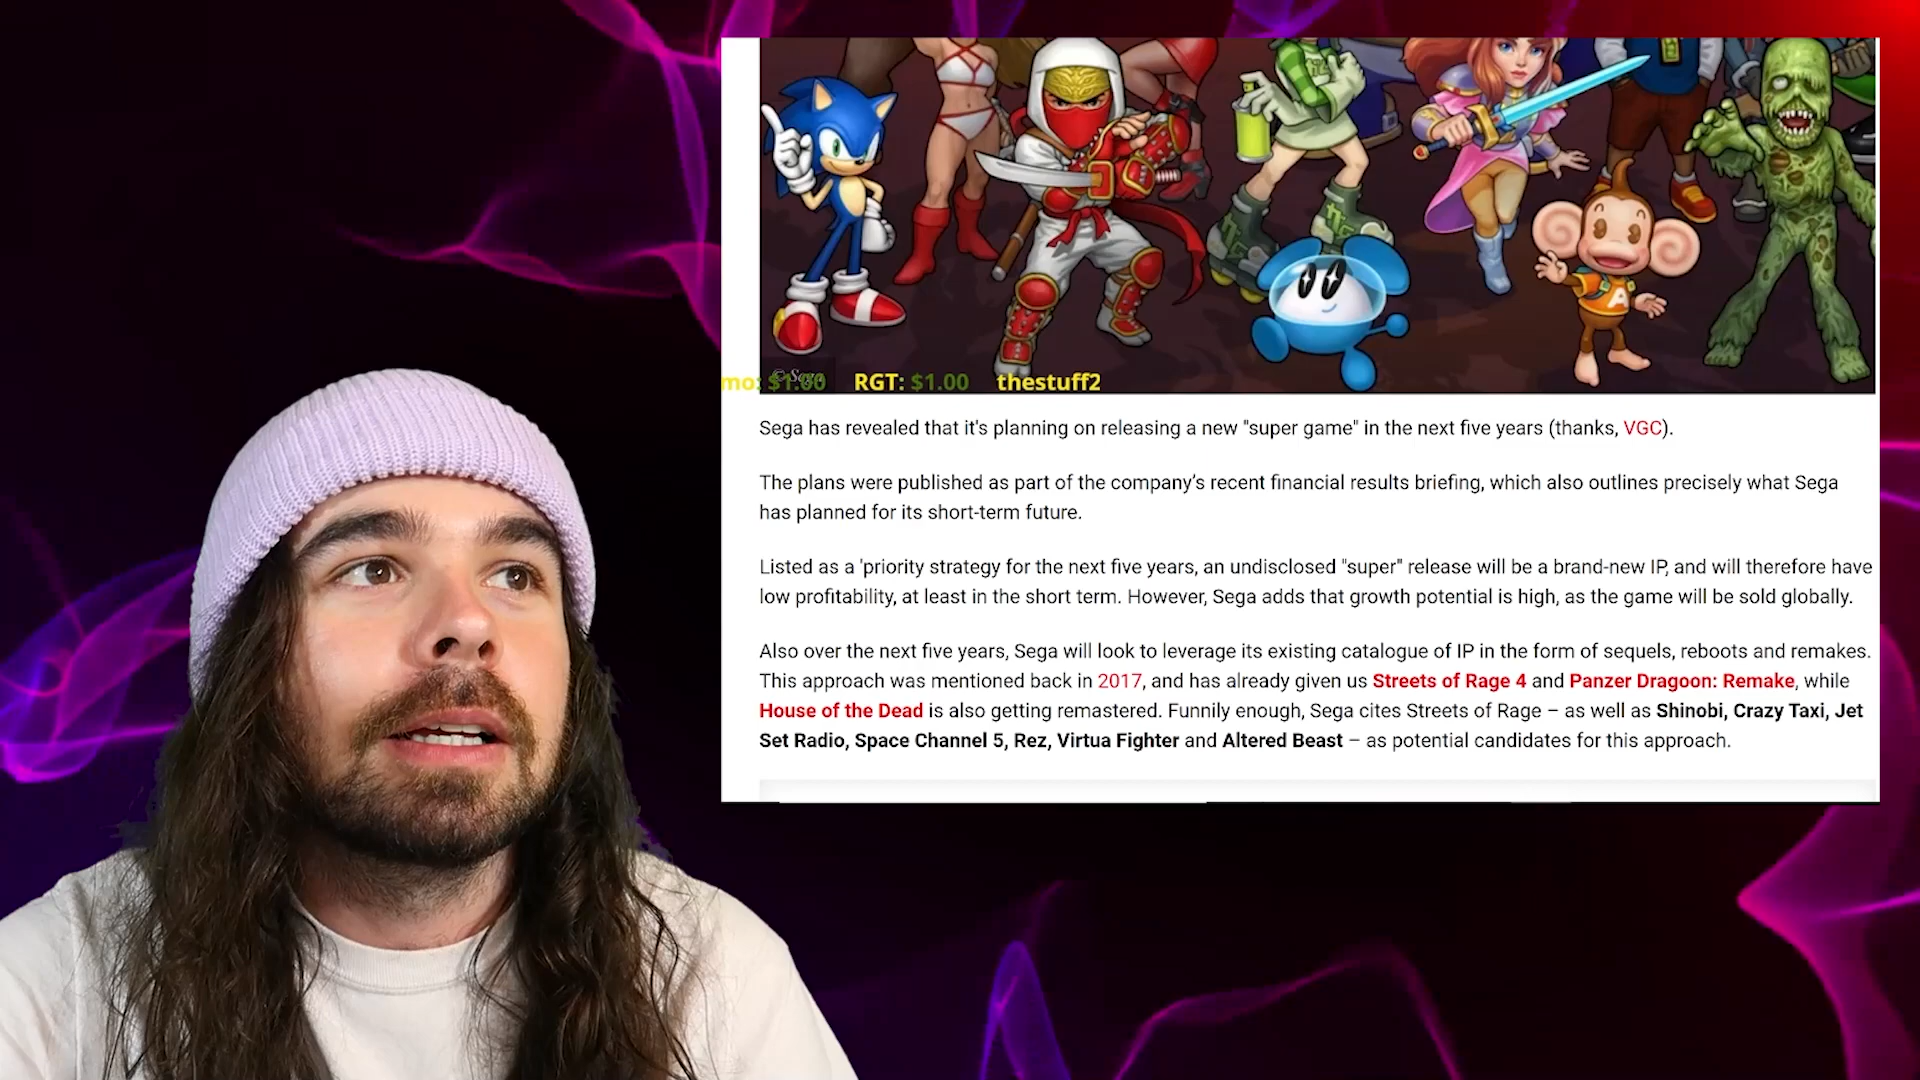 A
mo: $1.00 RGT: $1.00 thestuff2
© Sega
Sega has revealed that it's planning on releasing a new "super game" in the next five years (thanks, VGC).
The plans were published as part of the company’s recent financial results briefing, which also outlines precisely what Sega
has planned for its short-term future.
Listed as a 'priority strategy for the next five years, an undisclosed "super" release will be a brand-new IP, and will therefore have
low profitability, at least in the short term. However, Sega adds that growth potential is high, as the game will be sold globally.
Also over the next five years, Sega will look to leverage its existing catalogue of IP in the form of sequels, reboots and remakes.
This approach was mentioned back in 2017, and has already given us Streets of Rage 4 and Panzer Dragoon: Remake, while
House of the Dead is also getting remastered. Funnily enough, Sega cites Streets of Rage – as well as Shinobi, Crazy Taxi, Jet
Set Radio, Space Channel 5, Rez, Virtua Fighter and Altered Beast – as potential candidates for this approach.